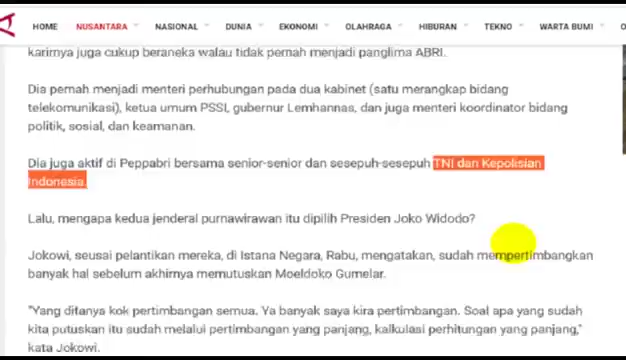 HOME NUSANTARA NASIONAL DUNIA EKONOMI OLAHRAGA HIBURAN TEKNO WARTA BUMI
karirnya juga cukup beraneka walau tidak pernah menjadi panglima ABRI.
Dia pernah menjadi menteri perhubungan pada dua kabinet (satu merangkap bidang
telekomunikasi), ketua umum PSSI, gubernur Lemhannas, dan juga menteri koordinator bidang
politik, sosial, dan keamanan.
Dia juga aktif di Peppabri bersama senior-senior dan sesepuh-sesepuh TNI dan Kepolisian
Indonesia.
Lalu, mengapa kedua jenderal purnawirawan itu dipilih Presiden Joko Widodo?
Jokowi, seusai pelantikan mereka, di Istana Negara, Rabu, mengatakan, sudah mempertimbangkan
banyak hal sebelum akhirnya memutuskan Moeldoko Gumelar.
"Yang ditanya kok pertimbangan semua. Ya banyak saya kira pertimbangan. Soal apa yang sudah
kita putuskan itu sudah melalui pertimbangan yang panjang, kalkulasi perhitungan yang panjang,"
kata Jokowi.